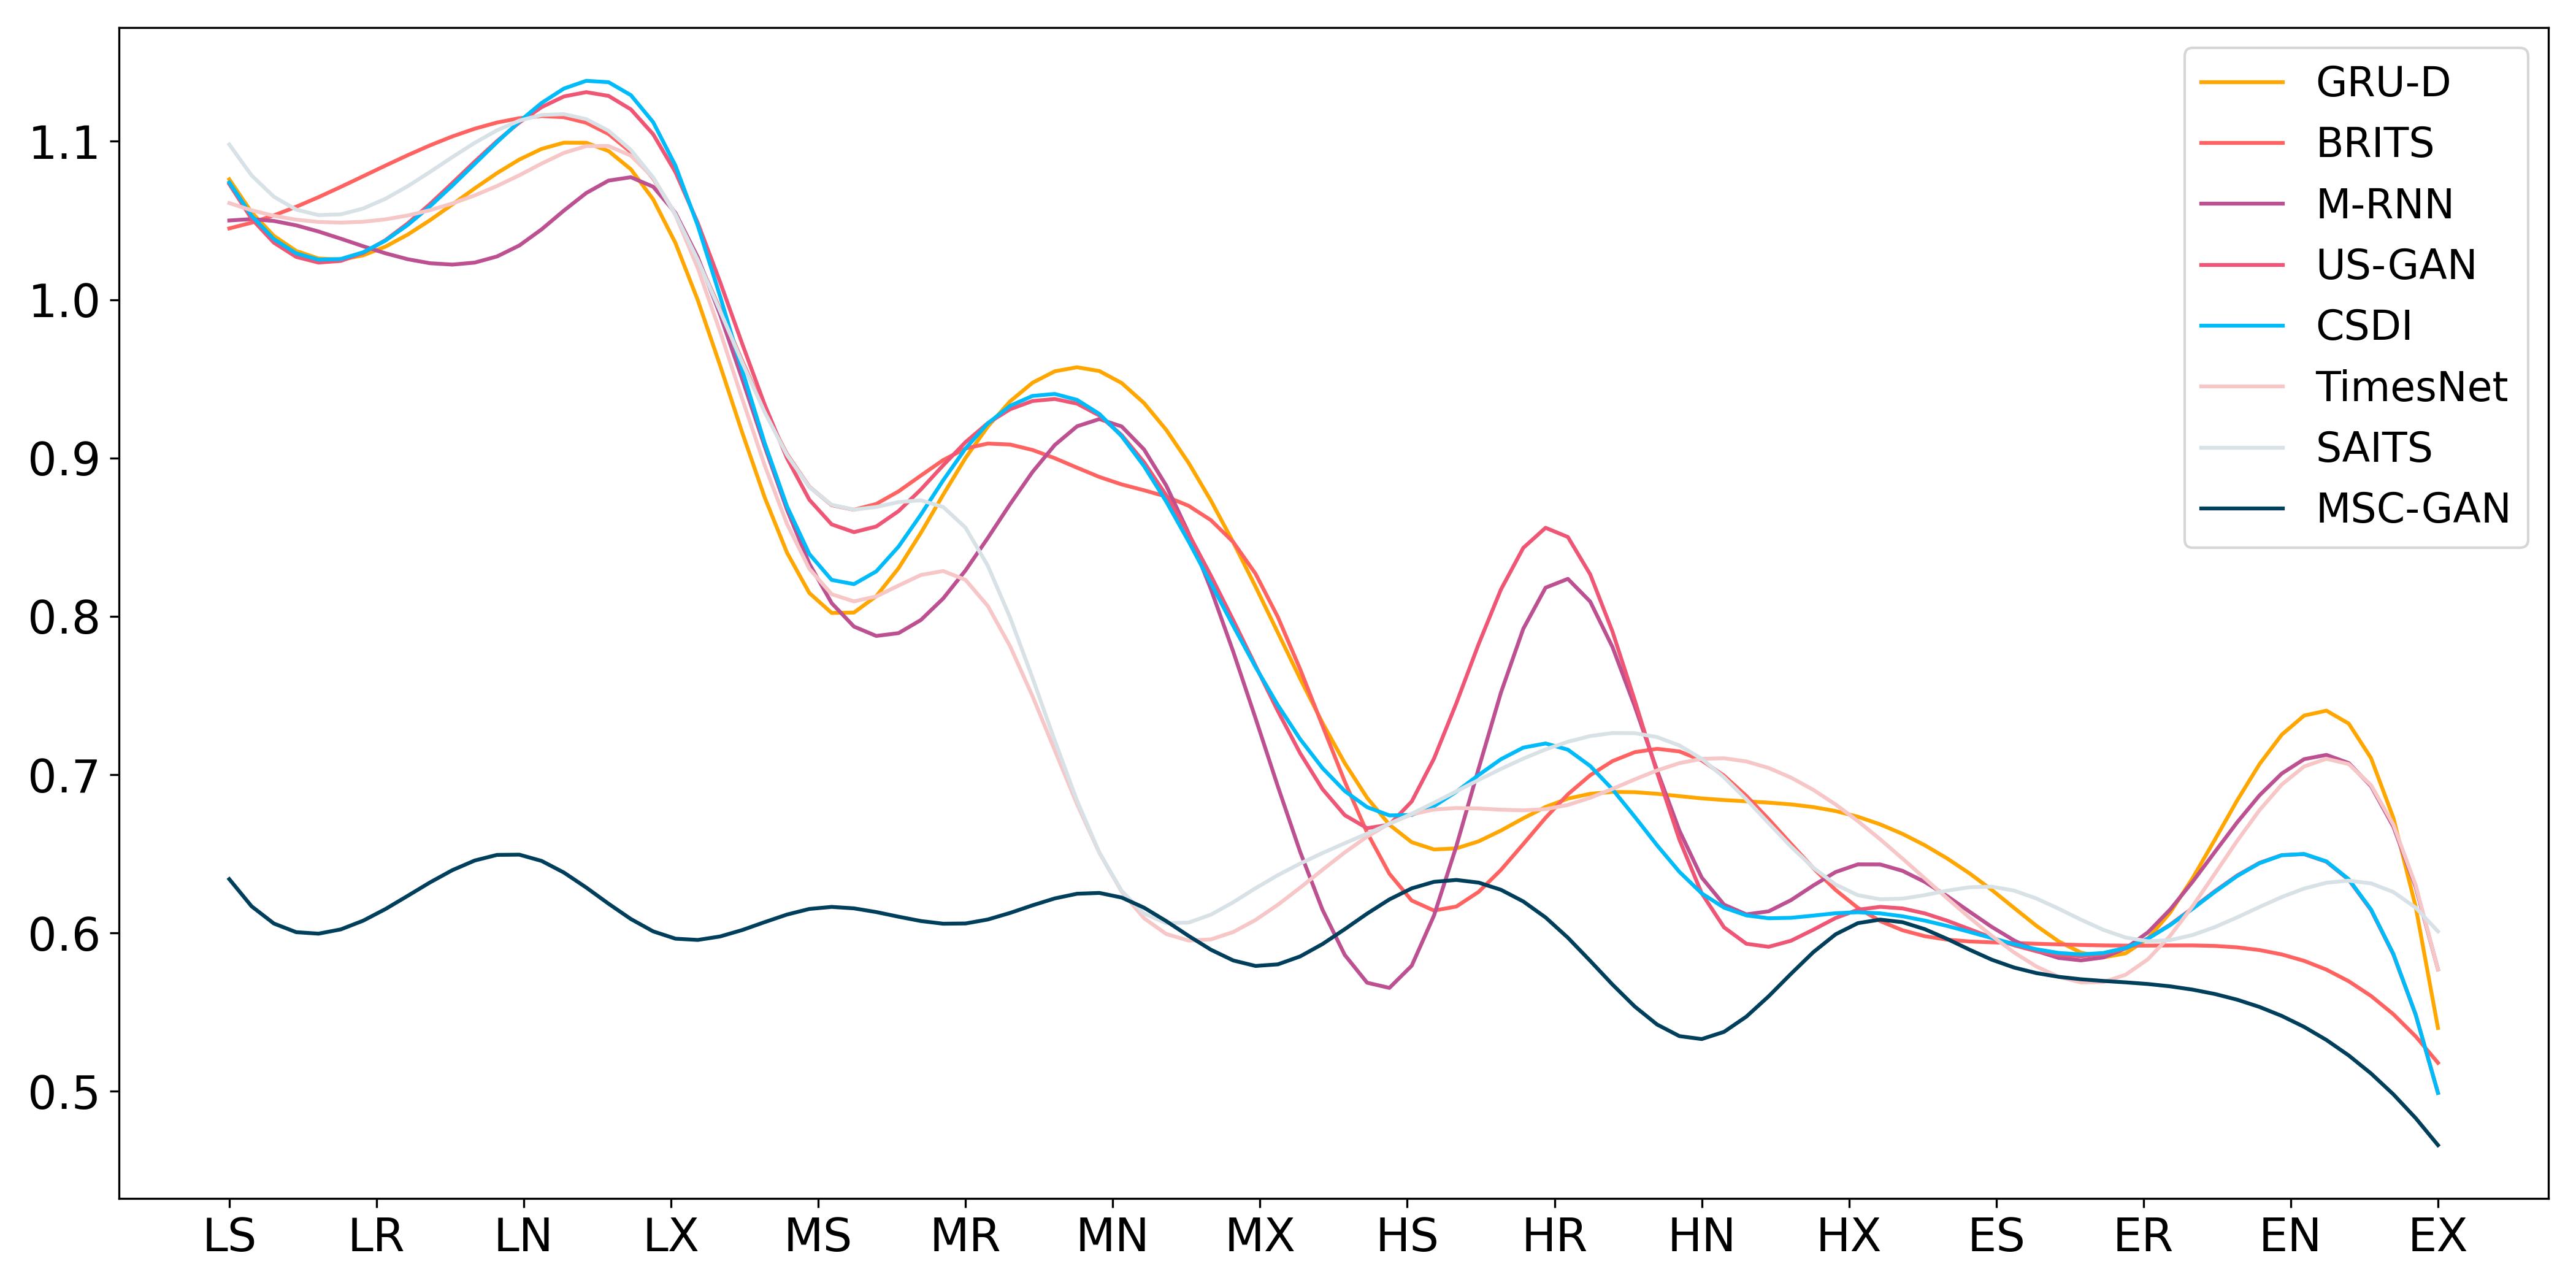 GRU-D
BRITS
M-RNN
US-GAN
CSDI
TimesNet
SAITS
MSC-GAN
1.1
1.0
0.9
0.8
0.7
0.6
0.5
LS LR LN LX MS MR MN MX HS HR HN HX ES ER EN EX